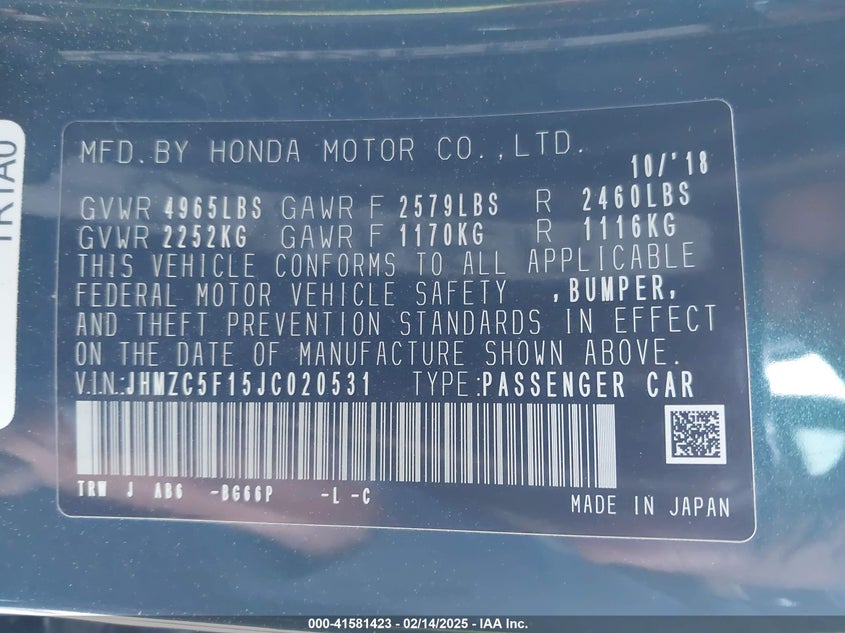 MFD. BY HONDA MOTOR CO., LTD. 10/'18
GVWR 4965LBS GAWR F 2579LBS R 2460LBS
GVWR 2252KG GAWR F 1170KG R 1116KG
THIS VEHICLE CONFORMS TO ALL APPLICABLE
FEDERAL MOTOR VEHICLE SAFETY , BUMPER,
AND THEFT PREVENTION STANDARDS IN EFFECT
ON THE DATE OF MANUFACTURE SHOWN ABOVE.
V.I.N.:JHMZC5F15JC020531 TYPE:PASSENGER CAR
TRW J AB6 -BG66P -L -C
MADE IN JAPAN
000-41581423 - 02/14/2025 - IAA Inc.